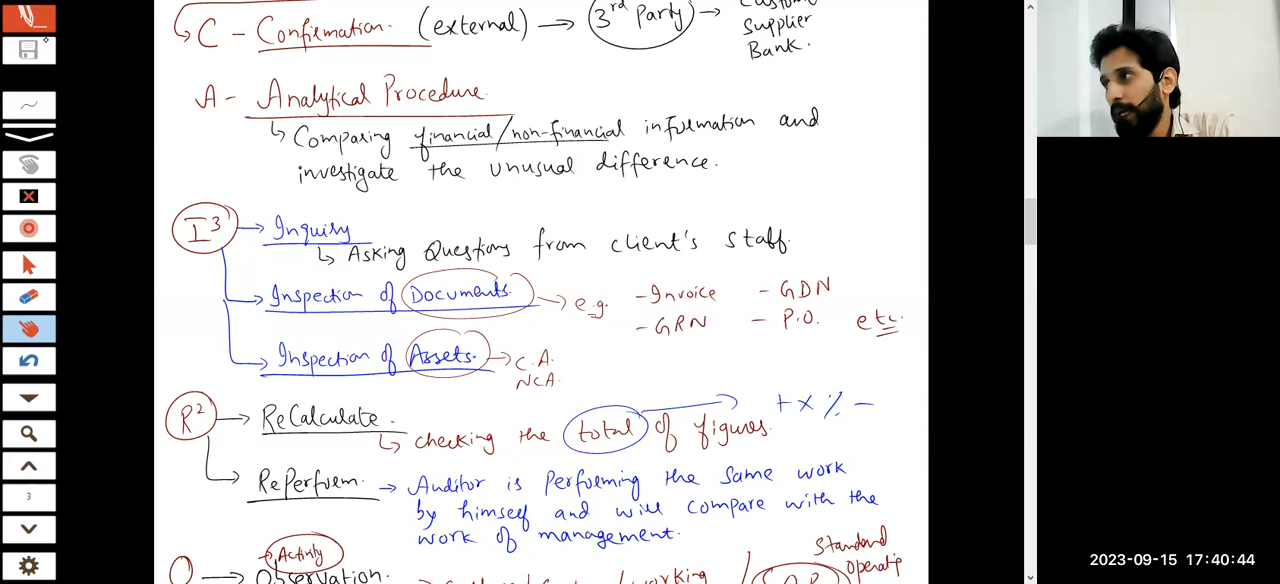 C - Confirmation. (external) → 3rd Party →
Supplier
Bank.
A - Analytical Procedure.
Comparing financial/non-financial information and
investigate the unusual difference.
I³ → Inquiry
Asking Questions from client's staff.
Inspection of Documents. → e.g. - Invoice - GDN
- GRN - P.O. etc.
Inspection of Assets. → C.A.
NCA.
R² → ReCalculate.
checking the total of figures. + × % -
RePerform. → Auditor is performing the same work
by himself and will compare with the
work of management.
→ Activity
O → Observation.
Standard
3
2023-09-15 17:40:44